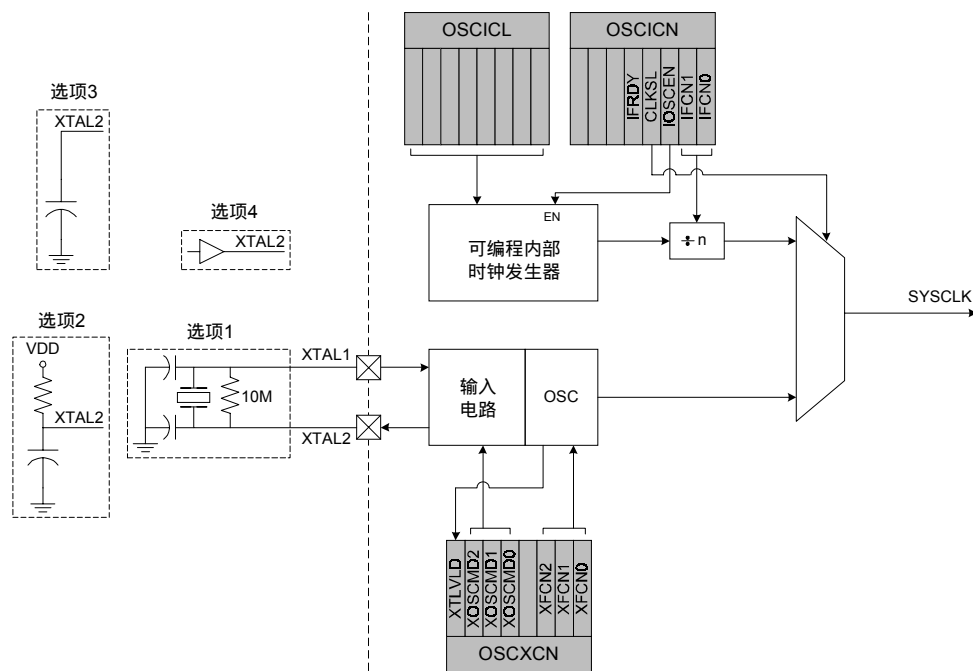 OSCICL
OSCICN
IFRDY
CLKSL
IOSCEN
IFCN1
IFCN0
选项3
XTAL2
选项4
XTAL2
EN
可编程内部
时钟发生器
÷ n
SYSCLK
选项2
VDD
XTAL2
选项1
10M
XTAL1
XTAL2
输入
电路
OSC
XTLVLD
XOSCMD2
XOSCMD1
XOSCMD0
XFCN2
XFCN1
XFCN0
OSCXCN